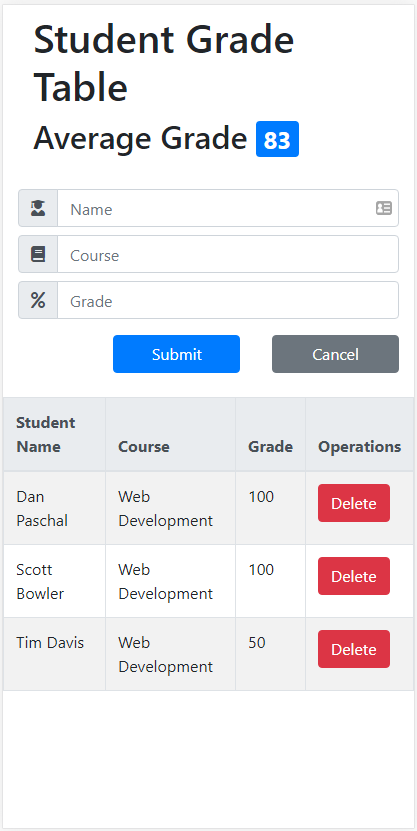 Student Grade
Table
Average Grade 83
Name
Course
Grade
Submit Cancel
Student
Name Course Grade Operations
Dan
Paschal Web
Development 100 Delete
Scott
Bowler Web
Development 100 Delete
Tim Davis Web
Development 50 Delete